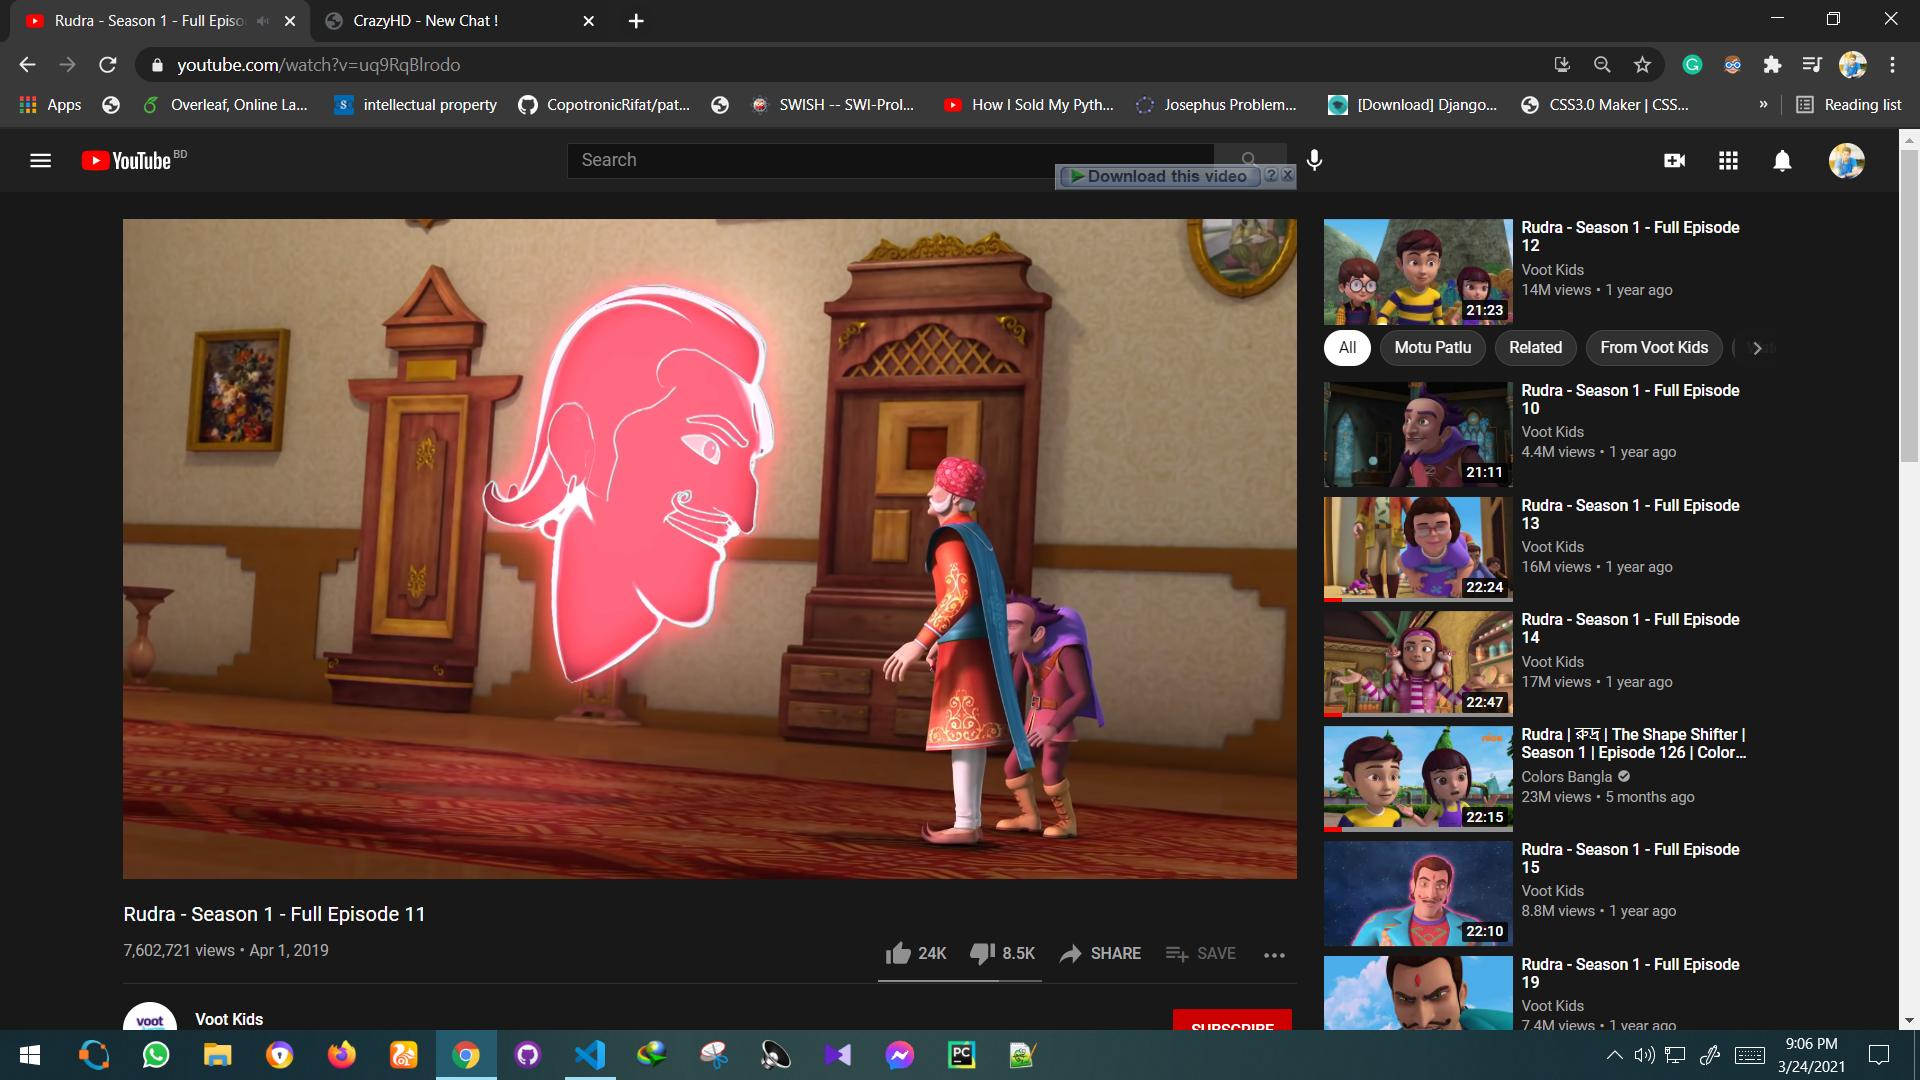 Rudra - Season 1 - Full Episo
CrazyHD - New Chat !
youtube.com/watch?v=uq9RqBlrodo
Apps
Overleaf, Online La...
intellectual property
CopotronicRifat/pat...
SWISH -- SWI-Prol...
How I Sold My Pyth...
Josephus Problem...
[Download] Django...
CSS3.0 Maker | CSS...
»
Reading list
YouTube BD
Search
Download this video
Rudra - Season 1 - Full Episode
12
Voot Kids
14M views • 1 year ago
21:23
All
Motu Patlu
Related
From Voot Kids
Rudra - Season 1 - Full Episode
10
Voot Kids
4.4M views • 1 year ago
21:11
Rudra - Season 1 - Full Episode
13
Voot Kids
16M views • 1 year ago
22:24
Rudra - Season 1 - Full Episode
14
Voot Kids
17M views • 1 year ago
22:47
Rudra | রুদ্র | The Shape Shifter |
Season 1 | Episode 126 | Color...
Colors Bangla
23M views • 5 months ago
22:15
Rudra - Season 1 - Full Episode
15
Voot Kids
8.8M views • 1 year ago
22:10
Rudra - Season 1 - Full Episode
19
Voot Kids
7.4M views • 1 year ago
Rudra - Season 1 - Full Episode 11
7,602,721 views • Apr 1, 2019
24K
8.5K
SHARE
SAVE
voot
Voot Kids
SUBSCRIBE
PC
9:06 PM
3/24/2021